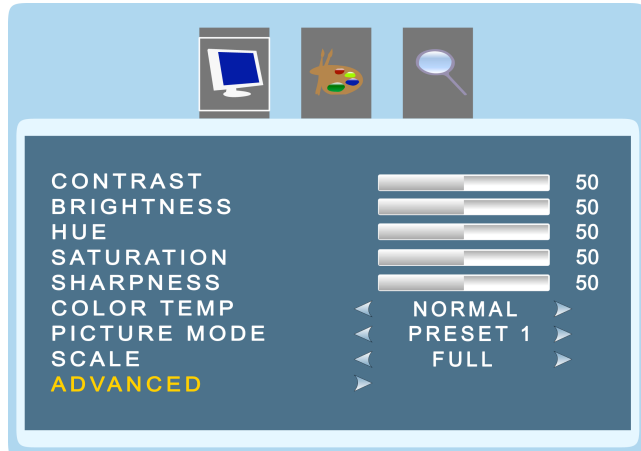 CONTRAST 50
BRIGHTNESS 50
HUE 50
SATURATION 50
SHARPNESS 50
COLOR TEMP NORMAL
PICTURE MODE PRESET 1
SCALE FULL
ADVANCED